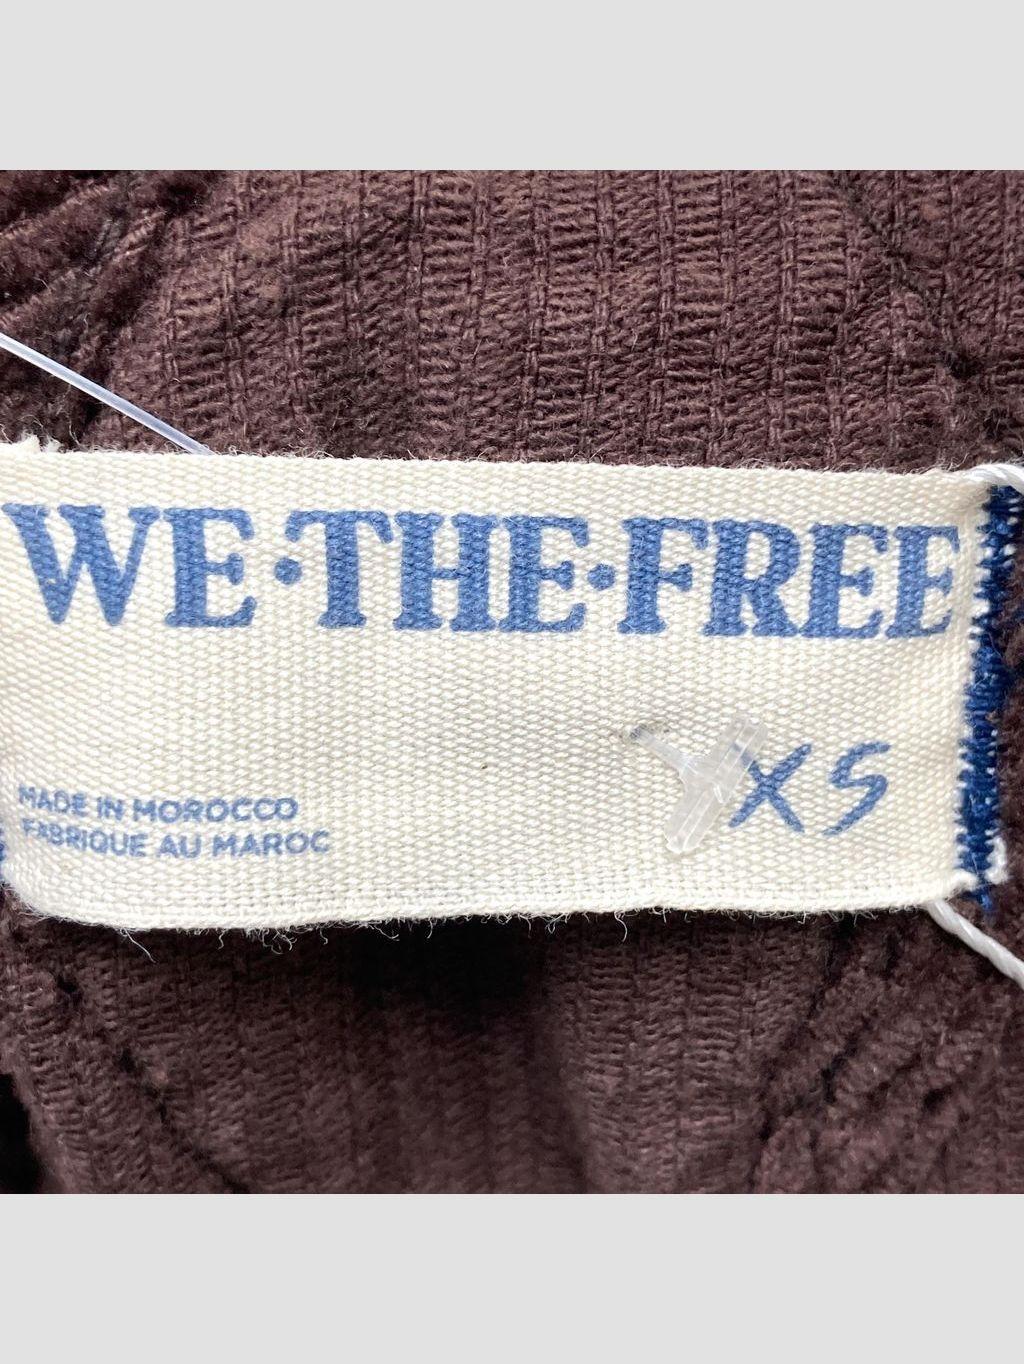 WE·THE·FREE
XS
MADE IN MOROCCO
FABRIQUE AU MAROC